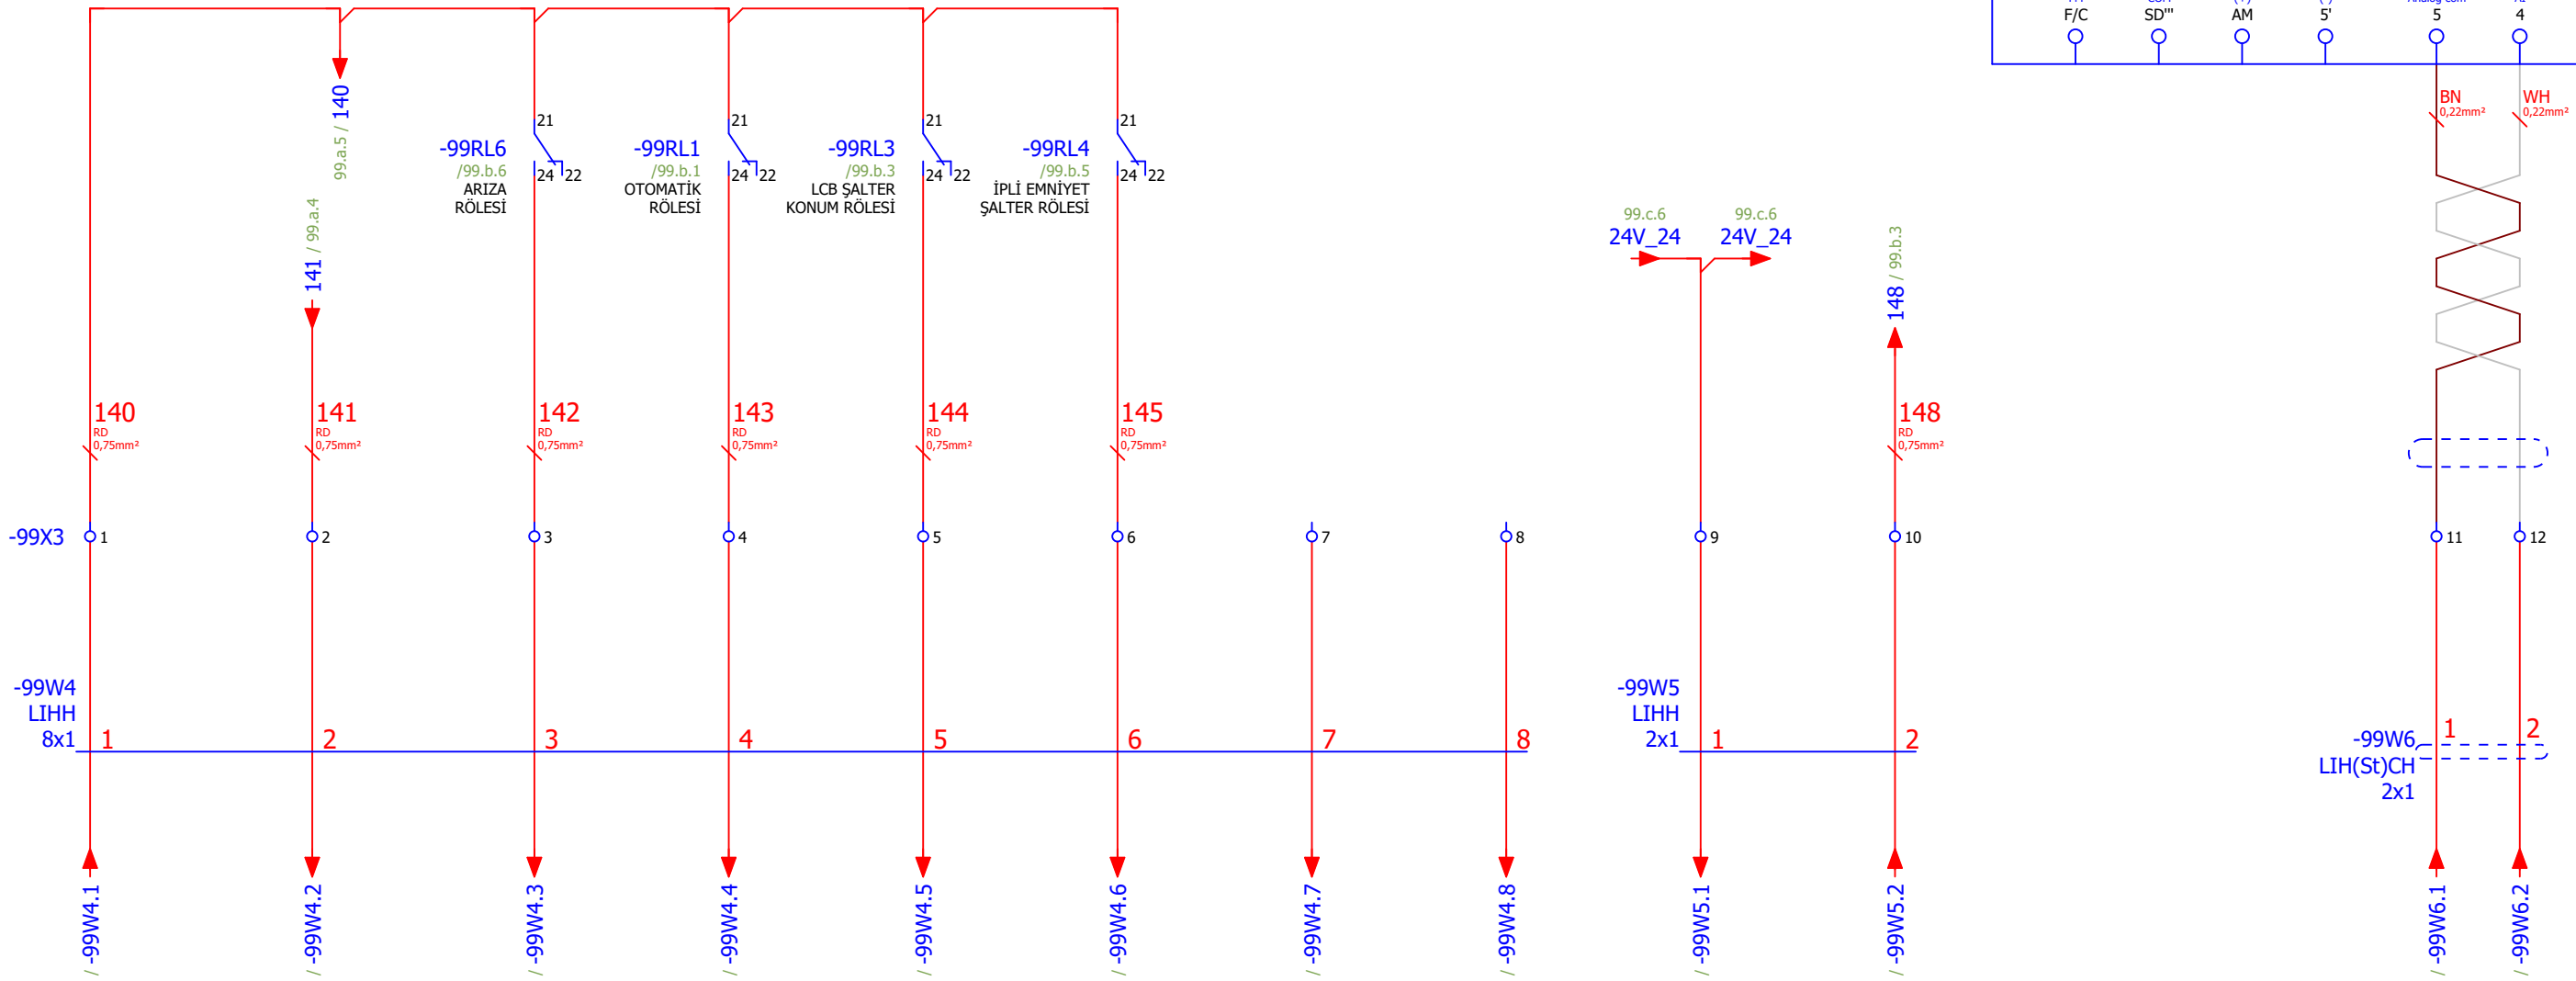 F/C
SD'''
AM
5'
5
4
BN
0,22mm²
WH
0,22mm²
99.a.5 / 140
141 / 99.a.4
21
-99RL6
/99.b.6
24
22
ARIZA
RÖLESİ
21
-99RL1
/99.b.1
24
22
OTOMATİK
RÖLESİ
21
-99RL3
/99.b.3
24
22
LCB ŞALTER
KONUM RÖLESİ
21
-99RL4
/99.b.5
24
22
İPLİ EMNİYET
ŞALTER RÖLESİ
99.c.6
24V_24
99.c.6
24V_24
148 / 99.b.3
140
RD
0,75mm²
141
RD
0,75mm²
142
RD
0,75mm²
143
RD
0,75mm²
144
RD
0,75mm²
145
RD
0,75mm²
148
RD
0,75mm²
-99X3
1
2
3
4
5
6
7
8
9
10
11
12
-99W4
LIHH
8x1
1
2
3
4
5
6
7
8
-99W5
LIHH
2x1
1
2
-99W6
LIH(St)CH
2x1
1
2
/ -99W4.1
/ -99W4.2
/ -99W4.3
/ -99W4.4
/ -99W4.5
/ -99W4.6
/ -99W4.7
/ -99W4.8
/ -99W5.1
/ -99W5.2
/ -99W6.1
/ -99W6.2